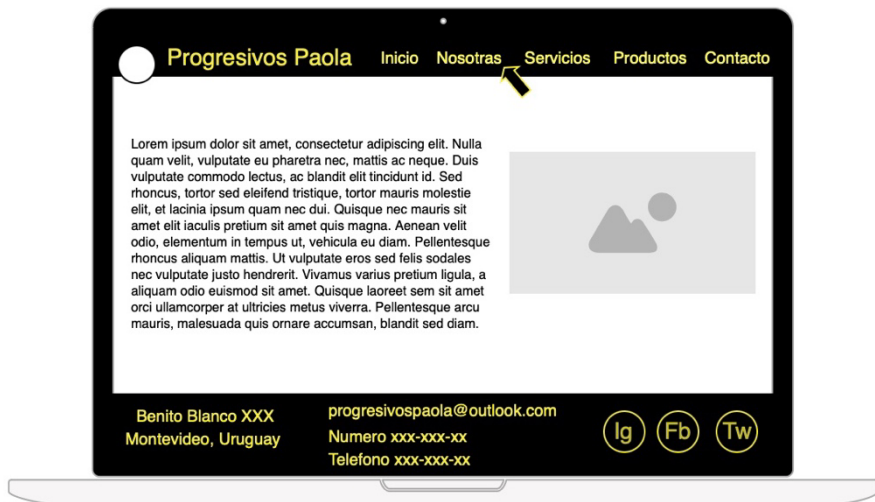 Progresivos Paola Inicio Nosotras Servicios Productos Contacto
Lorem ipsum dolor sit amet, consectetur adipiscing elit. Nulla
quam velit, vulputate eu pharetra nec, mattis ac neque. Duis
vulputate commodo lectus, ac blandit elit tincidunt id. Sed
rhoncus, tortor sed eleifend tristique, tortor mauris molestie
elit, et lacinia ipsum quam nec dui. Quisque nec mauris sit
amet elit iaculis pretium sit amet quis magna. Aenean velit
odio, elementum in tempus ut, vehicula eu diam. Pellentesque
rhoncus aliquam mattis. Ut vulputate eros sed felis sodales
nec vulputate justo hendrerit. Vivamus varius pretium ligula, a
aliquam odio euismod sit amet. Quisque laoreet sem sit amet
orci ullamcorper at ultricies metus viverra. Pellentesque arcu
mauris, malesuada quis ornare accumsan, blandit sed diam.
Benito Blanco XXX
Montevideo, Uruguay
progresivospaola@outlook.com
Numero xxx-xxx-xx
Telefono xxx-xxx-xx
Ig Fb Tw